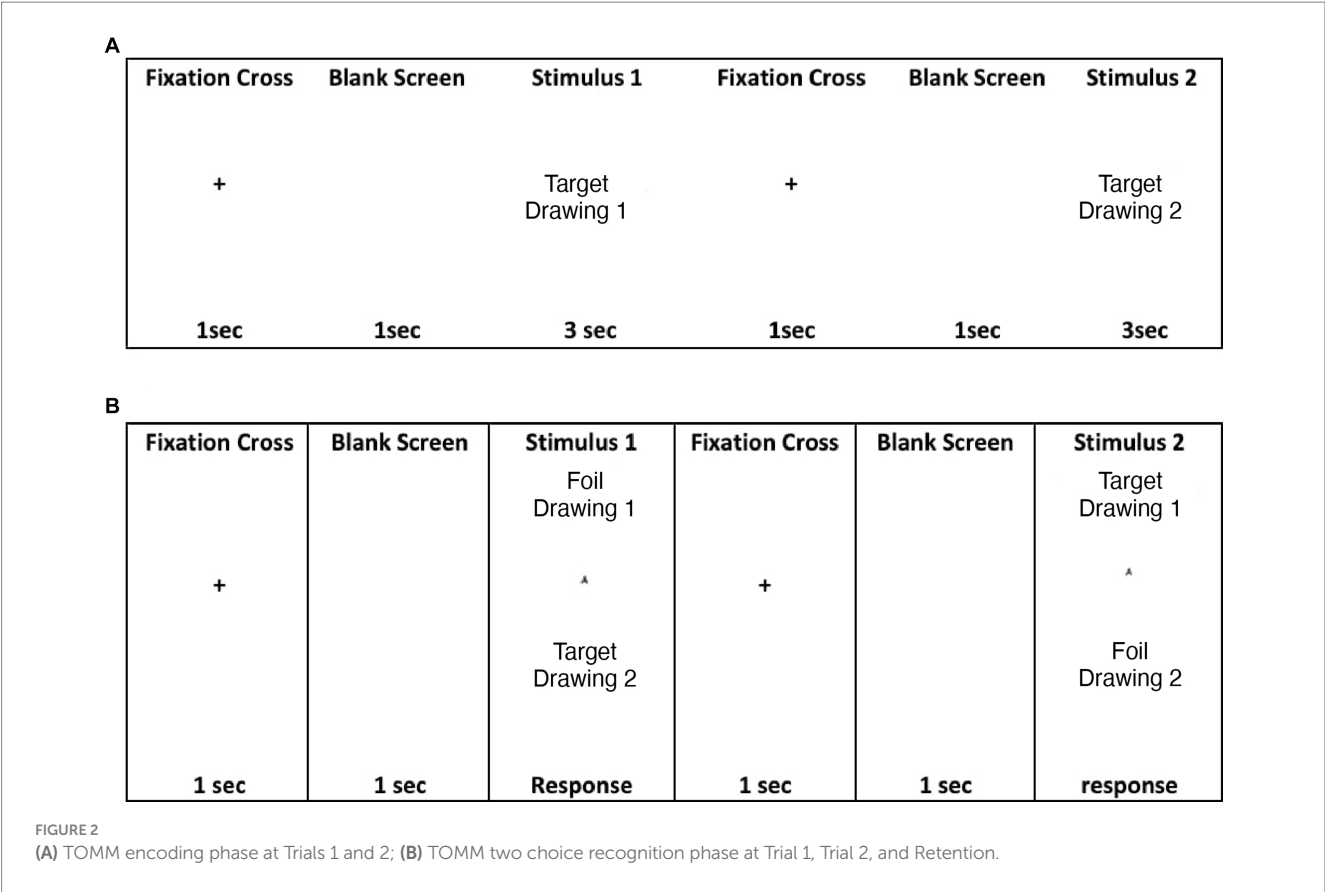 A
Fixation Cross Blank Screen Stimulus 1 Fixation Cross Blank Screen Stimulus 2
+ Target + Target
Drawing 1 Drawing 2
1sec 1sec 3 sec 1sec 1sec 3sec
B
Fixation Cross Blank Screen Stimulus 1 Fixation Cross Blank Screen Stimulus 2
Foil Target
Drawing 1 Drawing 1
+ +
Target Foil
Drawing 2 Drawing 2
1 sec 1 sec Response 1 sec 1 sec response
FIGURE 2
(A) TOMM encoding phase at Trials 1 and 2; (B) TOMM two choice recognition phase at Trial 1, Trial 2, and Retention.